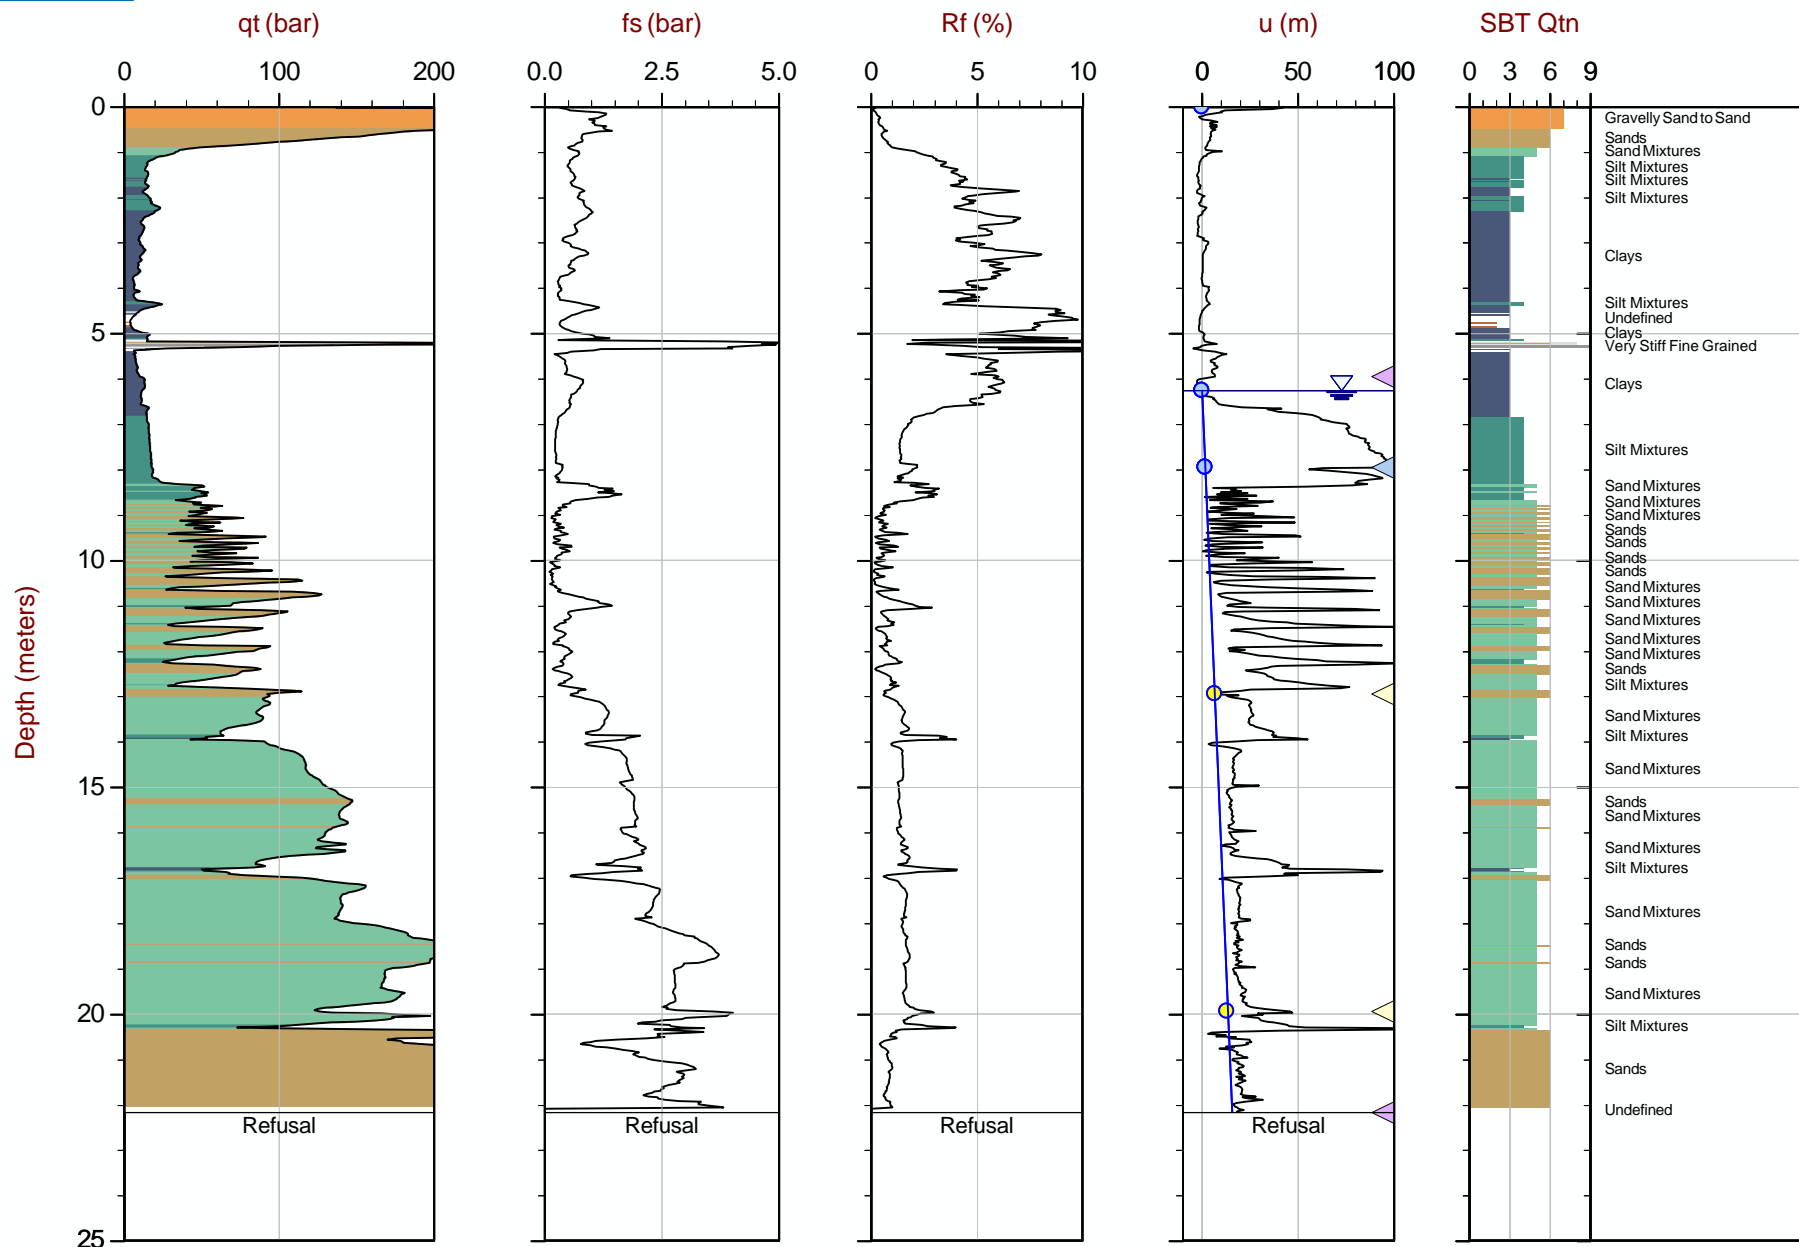 qt (bar) fs (bar) Rf (%) u (m) SBT Qtn
0 100 200 0.0 2.5 5.0 0 5 10 0 50 100 0 3 6 9
0
Gravelly Sand to Sand
Sands
Sand Mixtures
Silt Mixtures
Silt Mixtures
Silt Mixtures
Clays
Silt Mixtures
Undefined
5
Clays
Very Stiff Fine Grained
Clays
Silt Mixtures
Sand Mixtures
Sand Mixtures
Sand Mixtures
Sands
Sands
10
Sands
Sands
Sand Mixtures
Sand Mixtures
Sand Mixtures
Sand Mixtures
Sand Mixtures
Sands
Silt Mixtures
Depth (meters)
Sand Mixtures
Silt Mixtures
Sand Mixtures
15
Sands
Sand Mixtures
Sand Mixtures
Silt Mixtures
Sand Mixtures
Sands
Sands
Sand Mixtures
20
Silt Mixtures
Sands
Undefined
Refusal Refusal Refusal Refusal
25